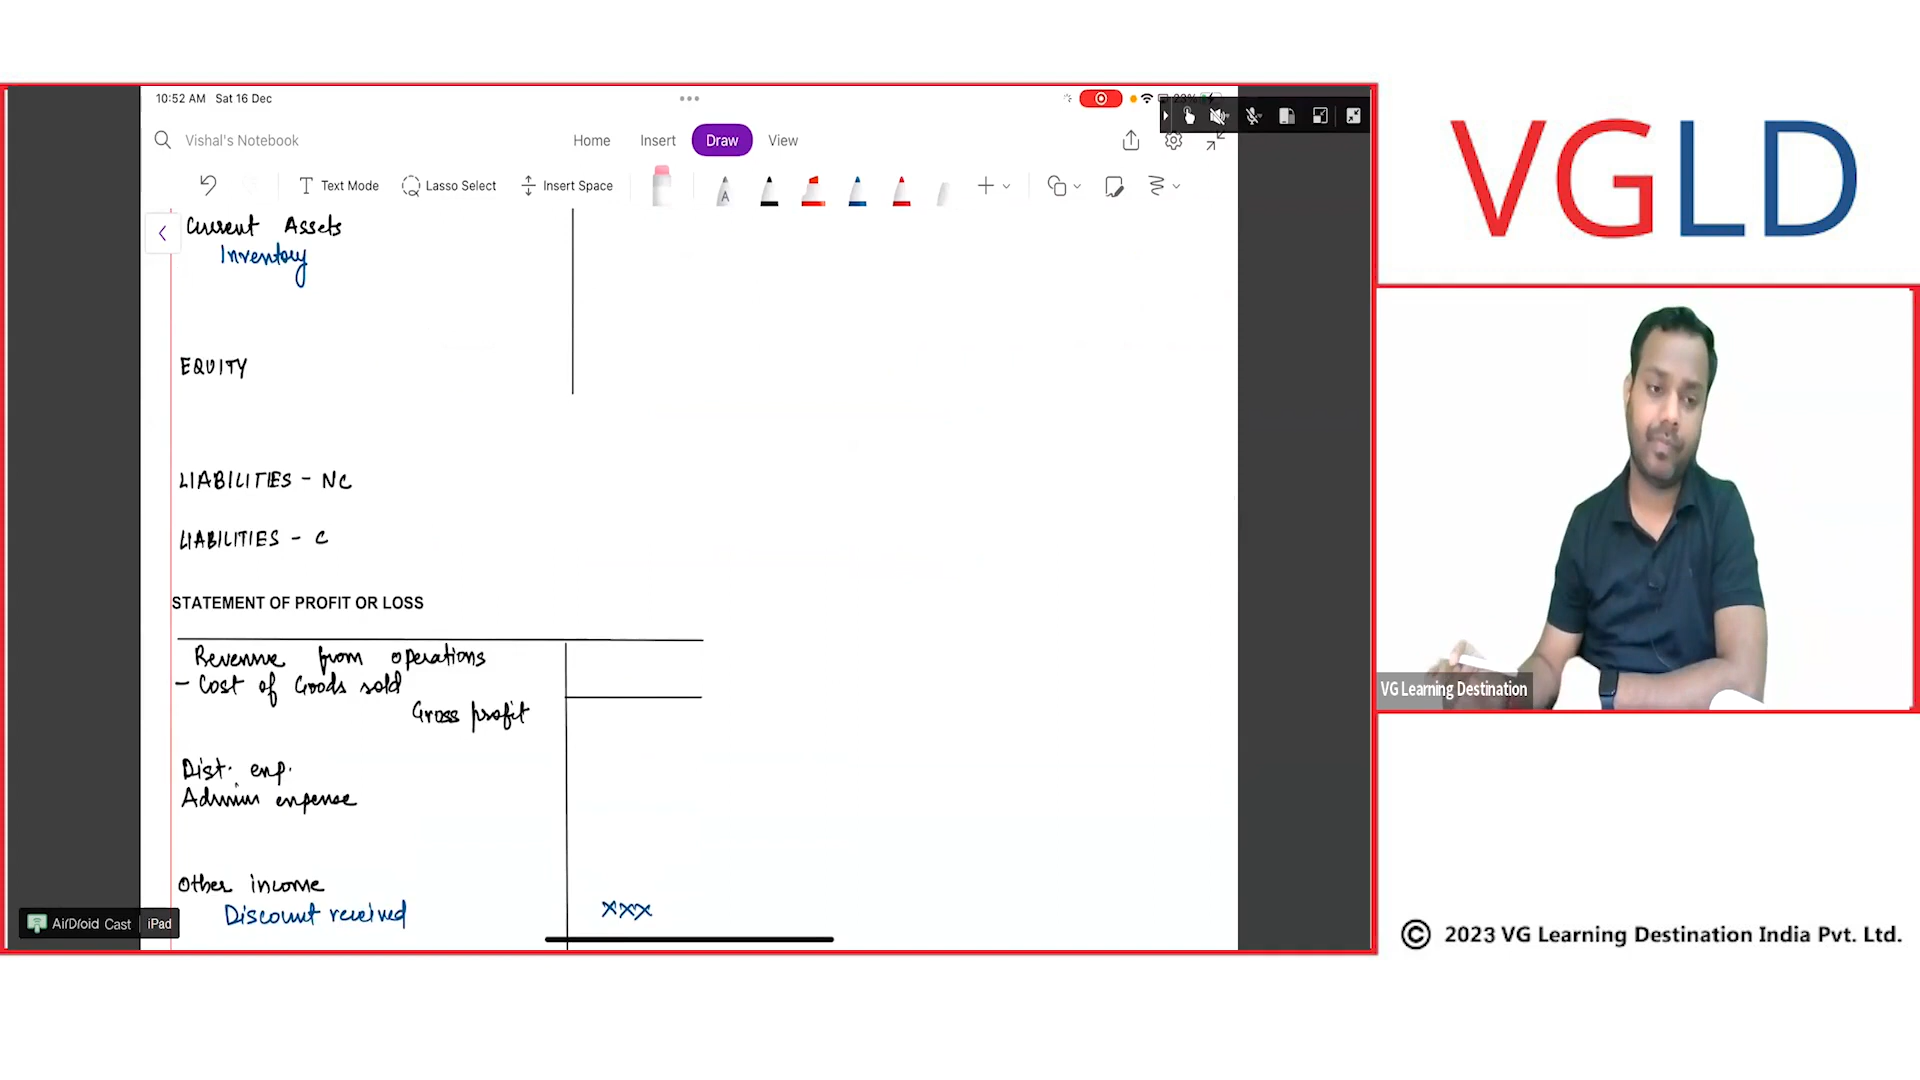 10:52 AM Sat 16 Dec
23%
Vishal's Notebook
Home Insert Draw View
Text Mode Lasso Select Insert Space
A
Current Assets
Inventory
EQUITY
LIABILITIES - NC
LIABILITIES - C
STATEMENT OF PROFIT OR LOSS
Revenue from operations
- Cost of Goods sold
Gross profit
Dist. exp.
Admin expense
Other income
Discount received xxx
AirDroid Cast iPad
VGLD
VG Learning Destination
© 2023 VG Learning Destination India Pvt. Ltd.